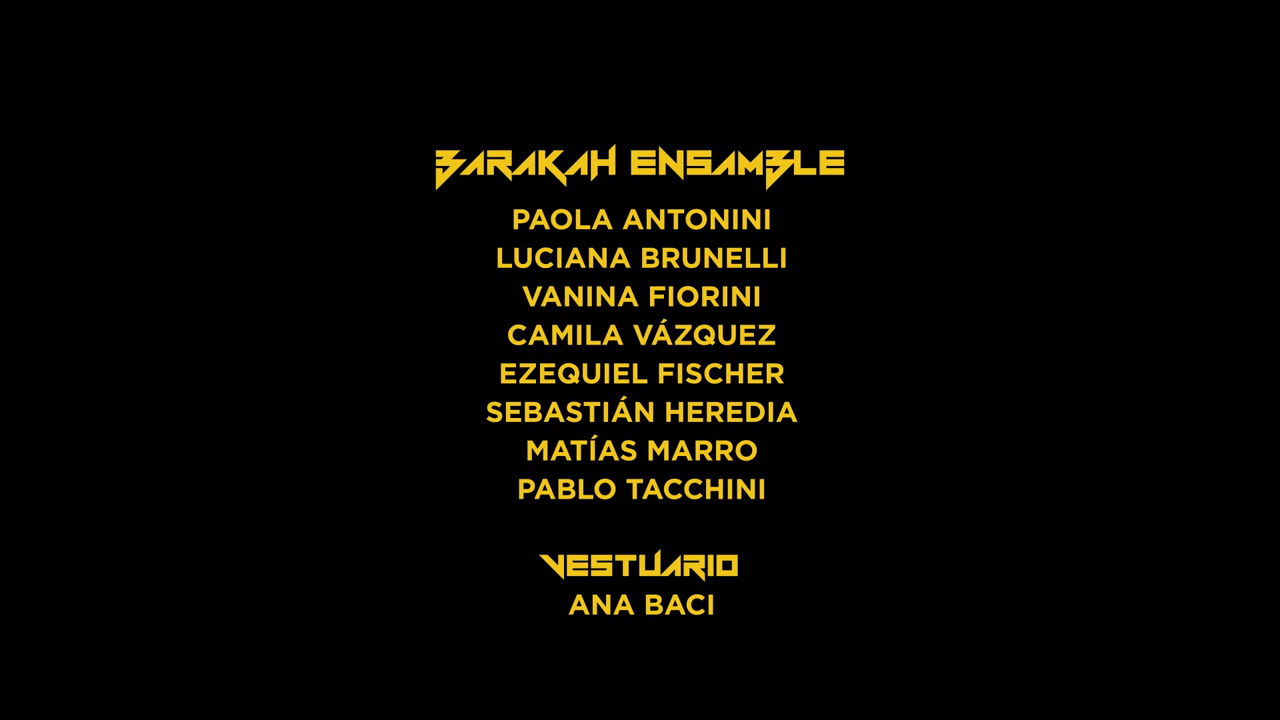 BARAKAH ENSAMBLE
PAOLA ANTONINI
LUCIANA BRUNELLI
VANINA FIORINI
CAMILA VÁZQUEZ
EZEQUIEL FISCHER
SEBASTIÁN HEREDIA
MATÍAS MARRO
PABLO TACCHINI
VESTUARIO
ANA BACI